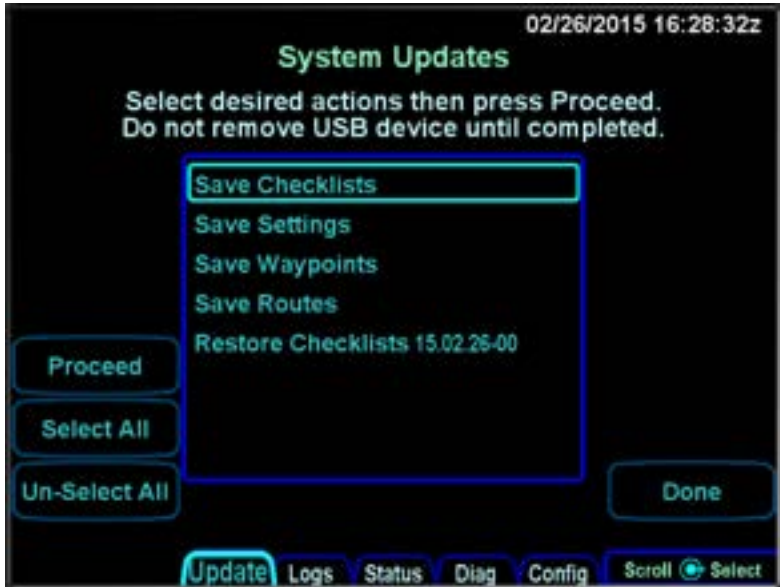 02/26/2015 16:28:32z
System Updates
Select desired actions then press Proceed.
Do not remove USB device until completed.
Save Checklists
Save Settings
Save Waypoints
Save Routes
Restore Checklists 15.02.26-00
Proceed
Select All
Un-Select All
Done
Update Logs Status Diag Config Scroll Select